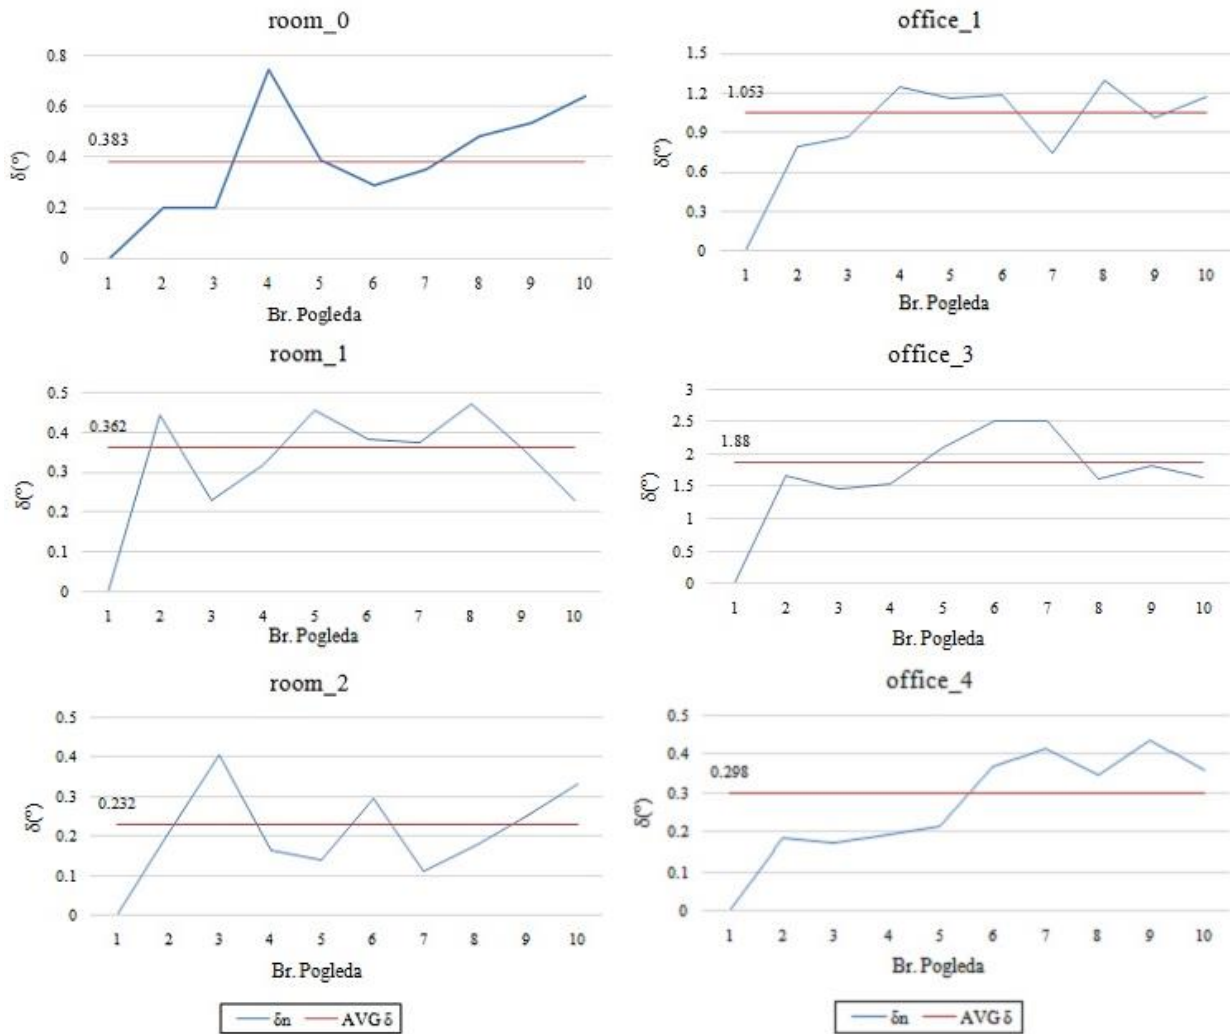 room_0
0.8
0.6
0.383
0.4
0.2
0
δ(°)
1 2 3 4 5 6 7 8 9 10
Br. Pogleda
office_1
1.5
1.2
1.053
0.9
0.6
0.3
0
δ(°)
1 2 3 4 5 6 7 8 9 10
Br. Pogleda
room_1
0.5
0.4
0.362
0.3
0.2
0.1
0
δ(°)
1 2 3 4 5 6 7 8 9 10
Br. Pogleda
office_3
3
2.5
1.88
2
1.5
1
0.5
0
δ(°)
1 2 3 4 5 6 7 8 9 10
Br. Pogleda
room_2
0.5
0.4
0.3
0.232
0.2
0.1
0
δ(°)
1 2 3 4 5 6 7 8 9 10
Br. Pogleda
office_4
0.5
0.4
0.298
0.3
0.2
0.1
0
δ(°)
1 2 3 4 5 6 7 8 9 10
Br. Pogleda
δn AVG δ
δn AVG δ